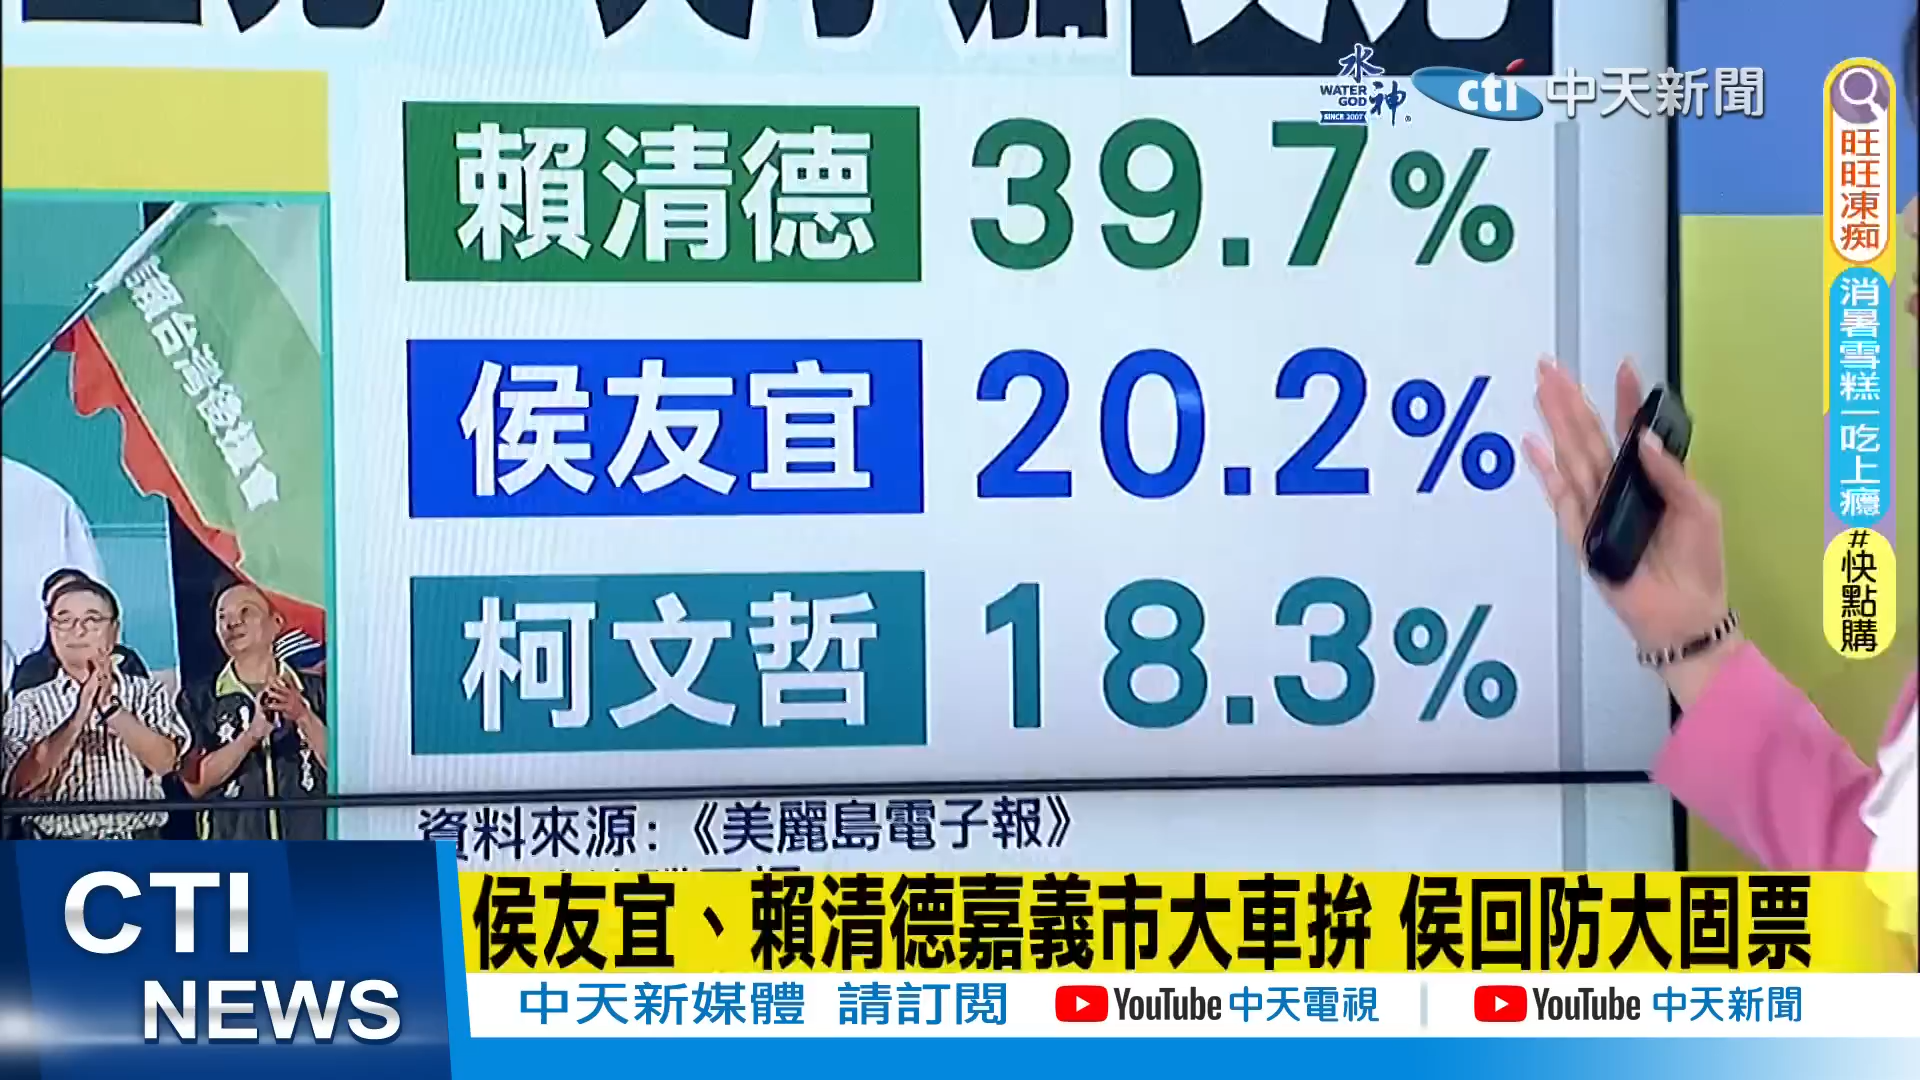 水神
WATER GOD
SINCE 2007
cti 中天新聞
賴清德 39.7%
侯友宜 20.2%
柯文哲 18.3%
資料來源:《美麗島電子報》
旺旺凍痴
消暑雪糕一吃上癮
#快點購
CTI NEWS
侯友宜、賴清德嘉義市大車拚 侯回防大固票
中天新媒體 請訂閱 YouTube 中天電視 | YouTube 中天新聞